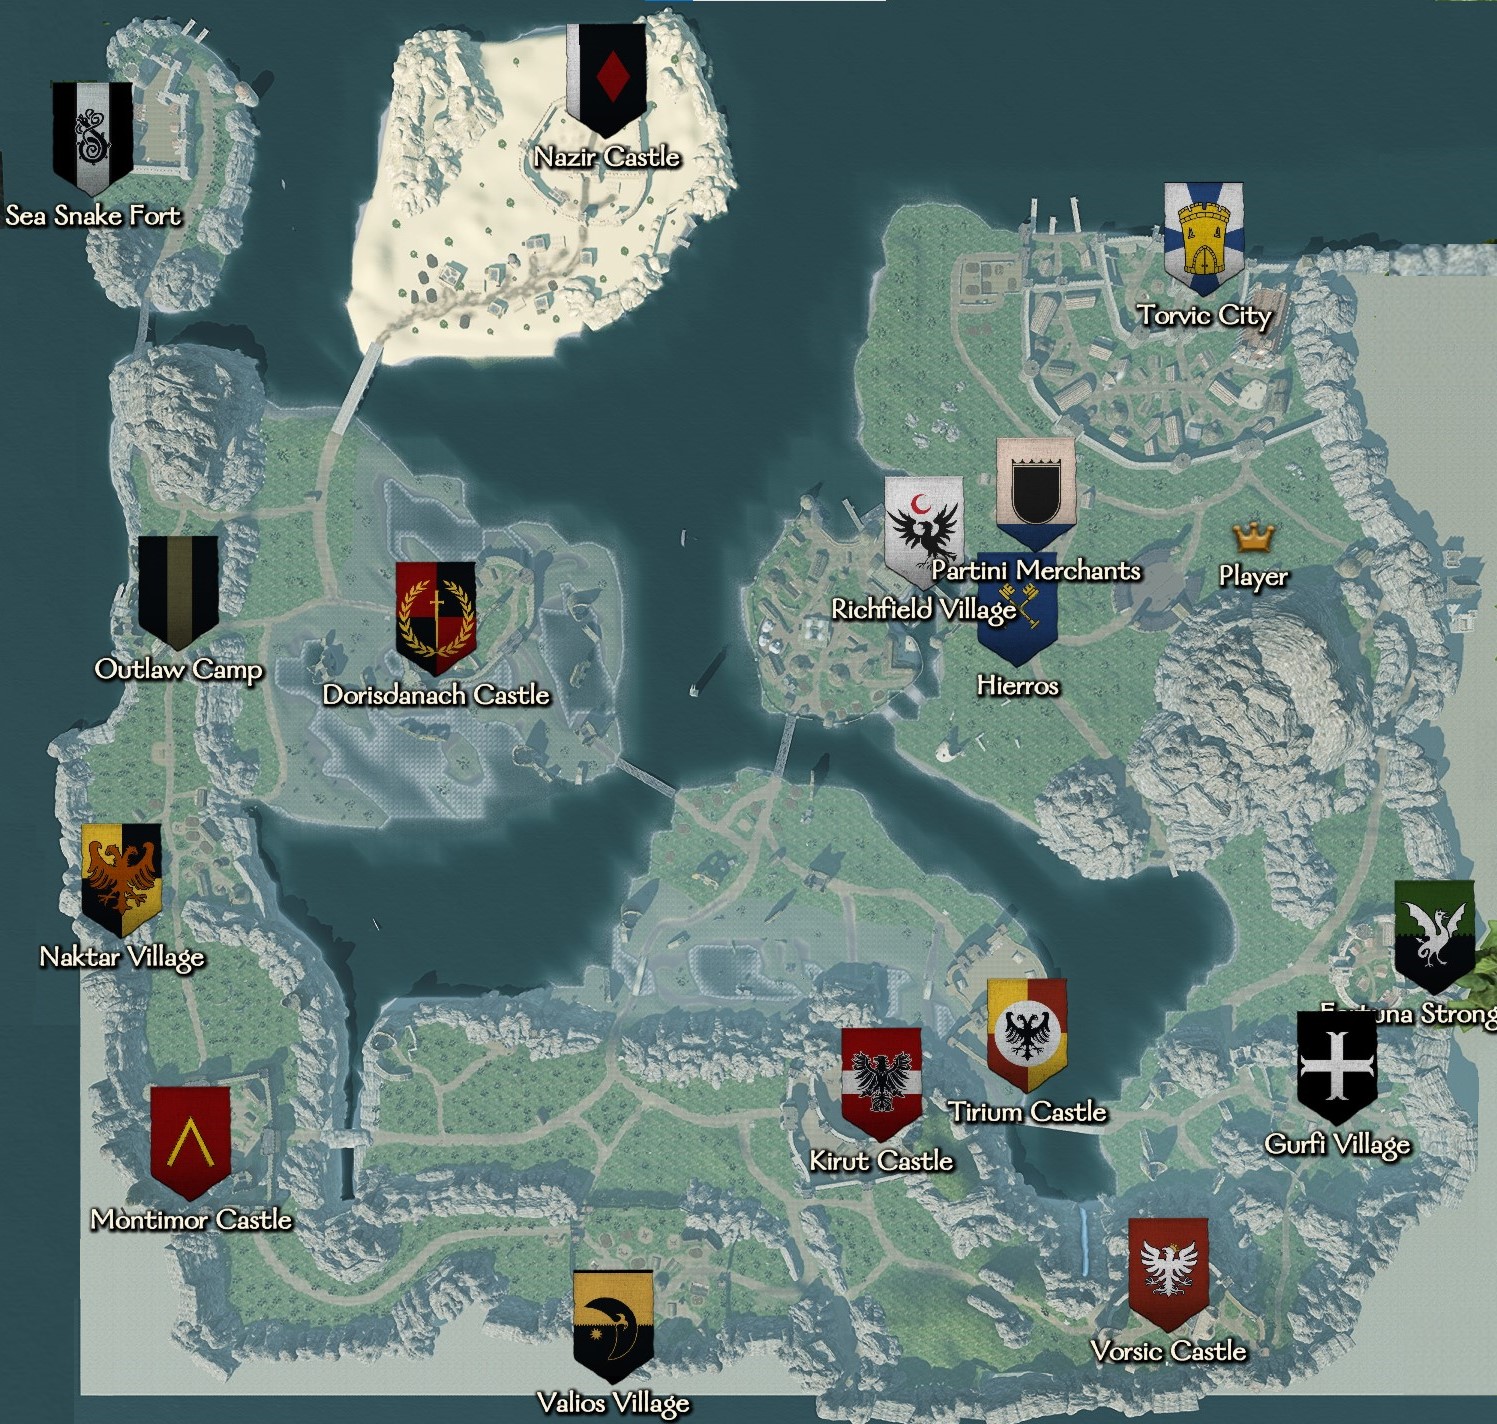 Nazir Castle
Sea Snake Fort
Torvic City
Partini Merchants
Player
Richfield Village
Outlaw Camp
Dorisdanach Castle
Hierros
Naktar Village
Strong
Tirium Castle
Gurfi Village
Kirut Castle
Montimor Castle
Vorsic Castle
Valios Village